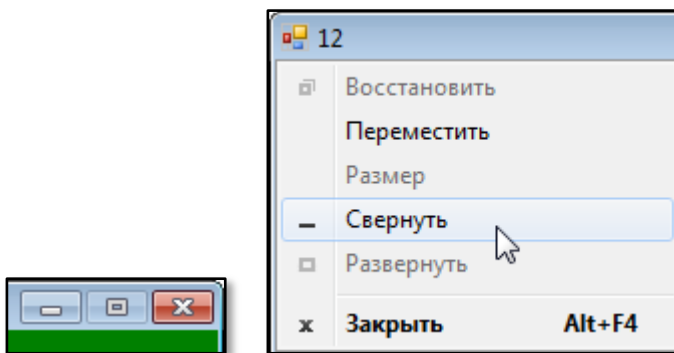 12
Восстановить
Переместить
Размер
Свернуть
Развернуть
Закрыть Alt+F4